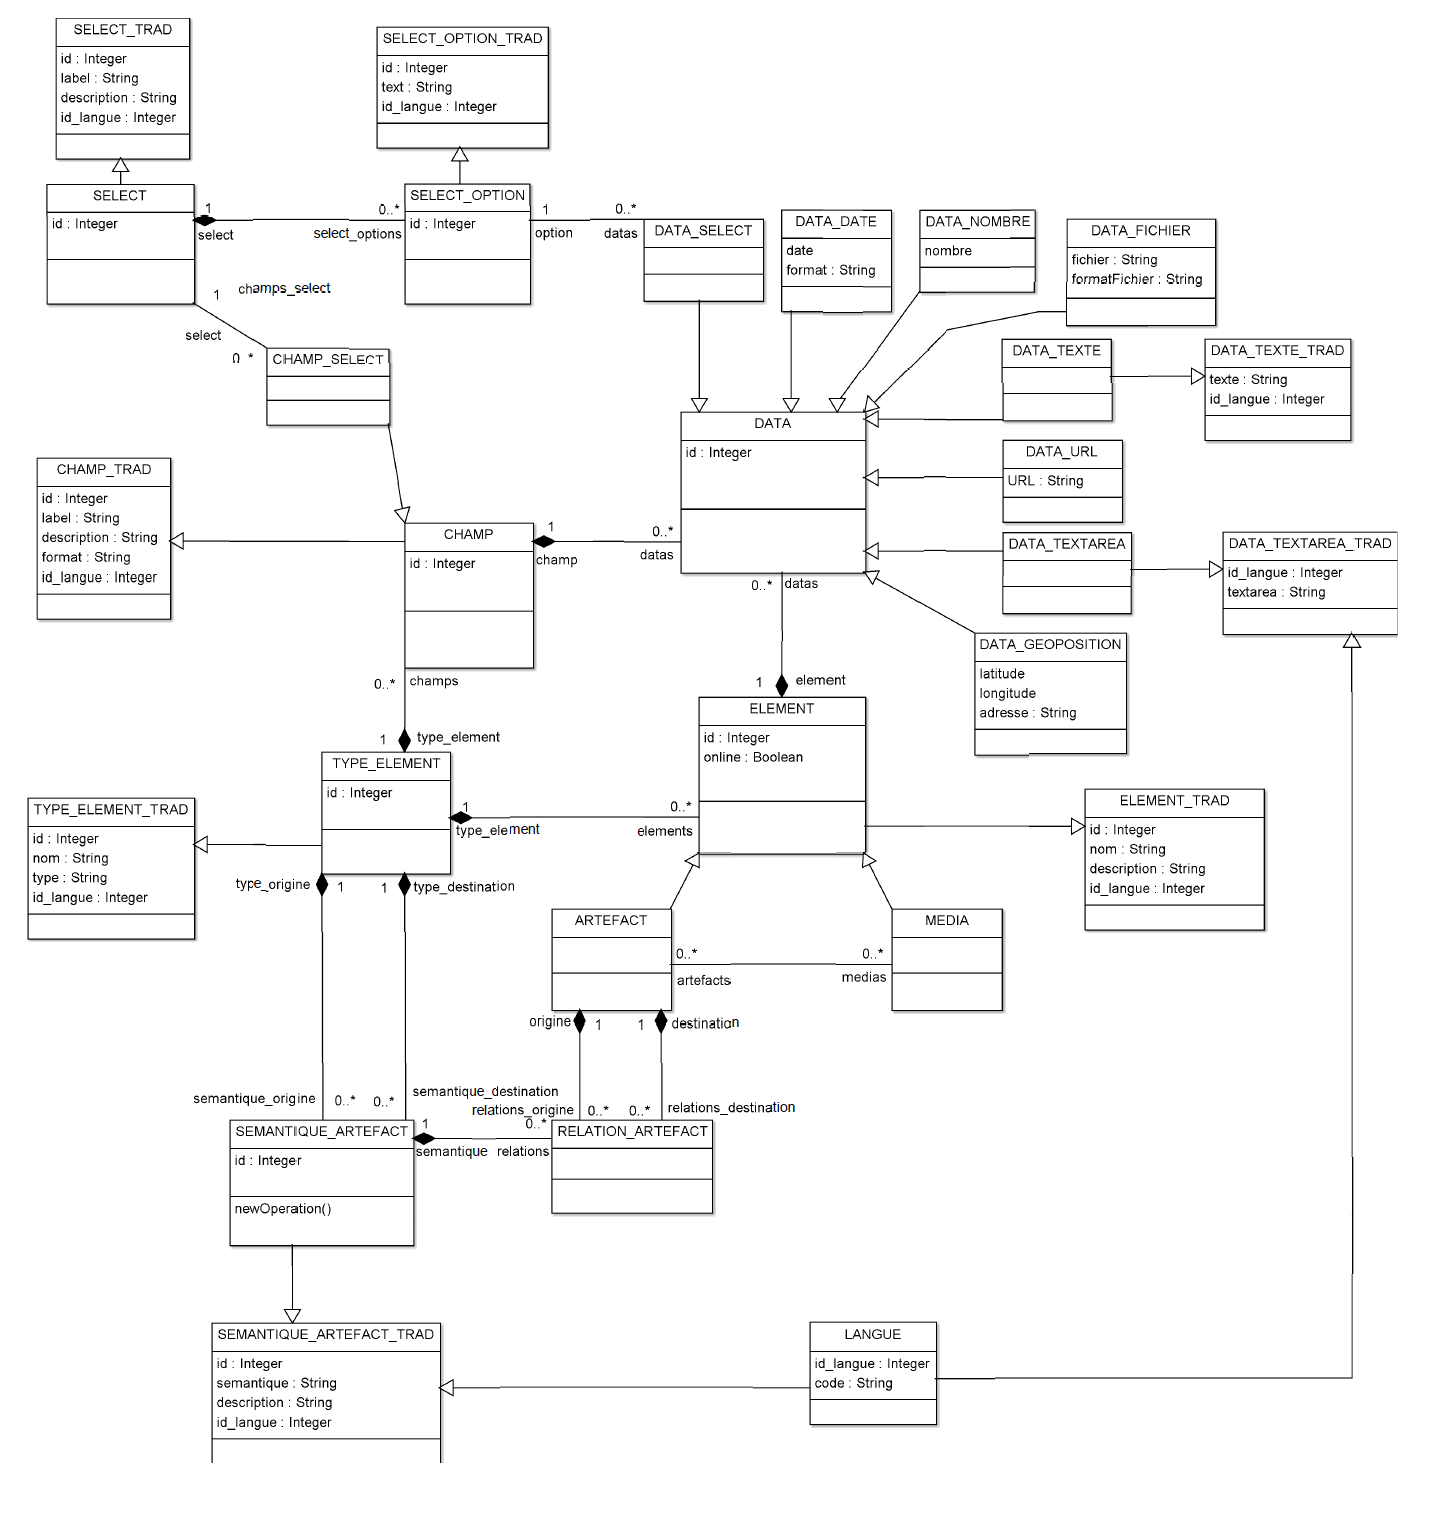 SELECT_TRAD
id : Integer
label : String
description : String
id_langue : Integer
SELECT_OPTION_TRAD
id : Integer
text : String
id_langue : Integer
SELECT
id : Integer
1
select
0..*
select_options
SELECT_OPTION
id : Integer
1
option
0..*
datas
DATA_SELECT
DATA_DATE
date
format : String
DATA_NOMBRE
nombre
DATA_FICHIER
fichier : String
formatFichier : String
1
champs_select
select
0 *
CHAMP_SELECT
DATA_TEXTE
DATA_TEXTE_TRAD
texte : String
id_langue : Integer
DATA
id : Integer
DATA_URL
URL : String
CHAMP_TRAD
id : Integer
label : String
description : String
format : String
id_langue : Integer
CHAMP
id : Integer
1
champ
0..*
datas
DATA_TEXTAREA
DATA_TEXTAREA_TRAD
id_langue : Integer
textarea : String
0..*
datas
DATA_GEOPOSITION
latitude
longitude
adresse : String
0..*
champs
1
element
ELEMENT
id : Integer
online : Boolean
1
type_element
TYPE_ELEMENT
id : Integer
1
type_element
0..*
elements
TYPE_ELEMENT_TRAD
id : Integer
nom : String
type : String
id_langue : Integer
ELEMENT_TRAD
id : Integer
nom : String
description : String
id_langue : Integer
type_origine
1
1
type_destination
ARTEFACT
MEDIA
0..*
artefacts
0..*
medias
origine
1
1
destination
semantique_origine
0..*
0..*
semantique_destination
relations_origine
0..*
0..*
relations_destination
SEMANTIQUE_ARTEFACT
id : Integer
newOperation()
1
semantique
0..*
relations
RELATION_ARTEFACT
SEMANTIQUE_ARTEFACT_TRAD
id : Integer
semantique : String
description : String
id_langue : Integer
LANGUE
id_langue : Integer
code : String